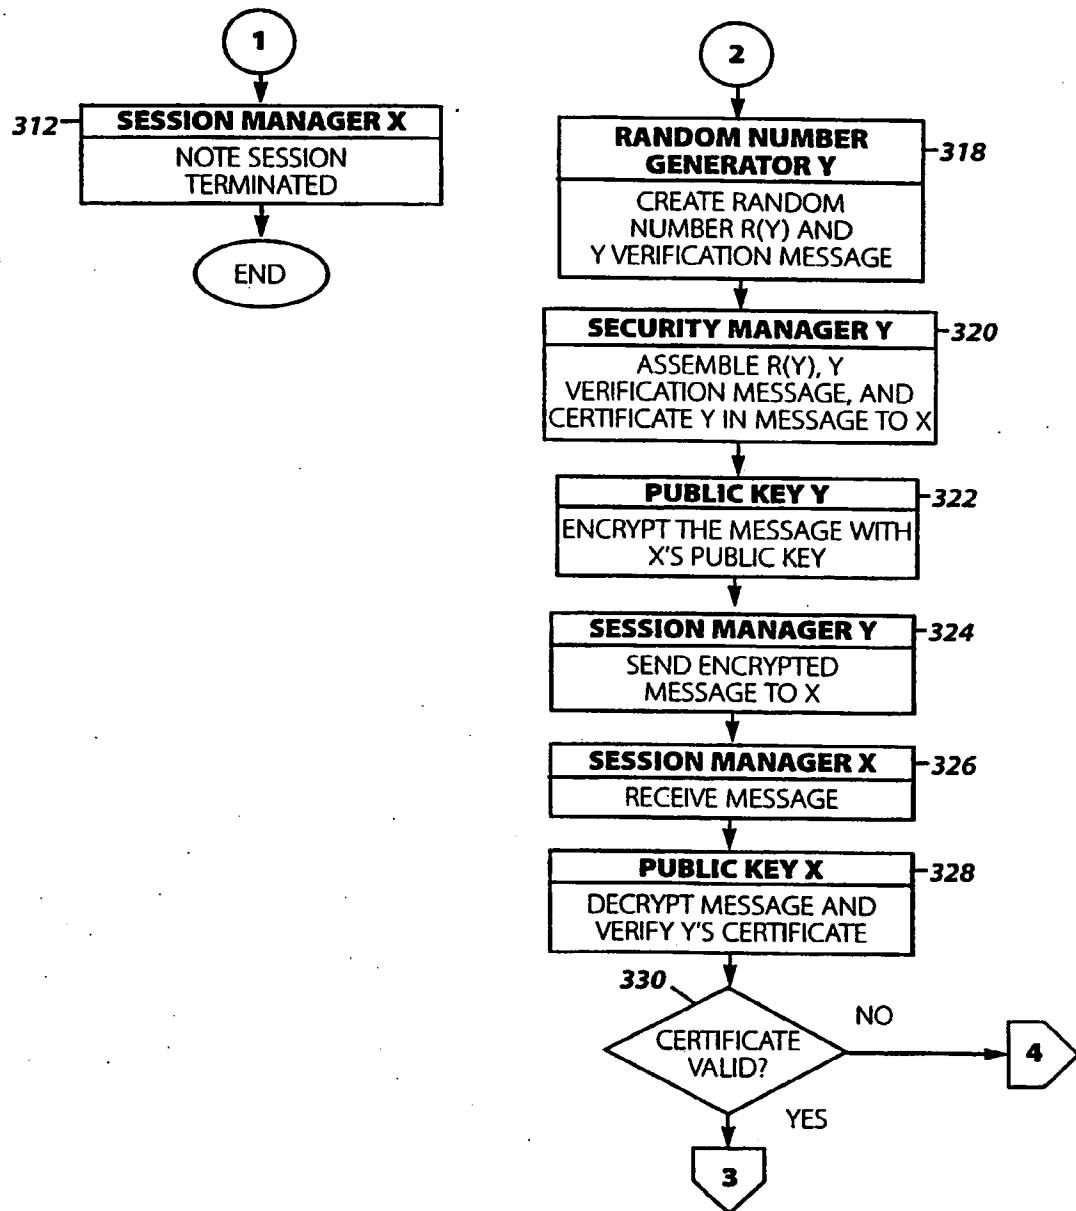 1
312
SESSION MANAGER X
NOTE SESSION
TERMINATED
END
2
RANDOM NUMBER
GENERATOR Y
318
CREATE RANDOM
NUMBER R(Y) AND
Y VERIFICATION MESSAGE
SECURITY MANAGER Y
320
ASSEMBLE R(Y), Y
VERIFICATION MESSAGE, AND
CERTIFICATE Y IN MESSAGE TO X
PUBLIC KEY Y
322
ENCRYPT THE MESSAGE WITH
X'S PUBLIC KEY
SESSION MANAGER Y
324
SEND ENCRYPTED
MESSAGE TO X
SESSION MANAGER X
326
RECEIVE MESSAGE
PUBLIC KEY X
328
DECRYPT MESSAGE AND
VERIFY Y'S CERTIFICATE
330
CERTIFICATE
VALID?
NO
4
YES
3